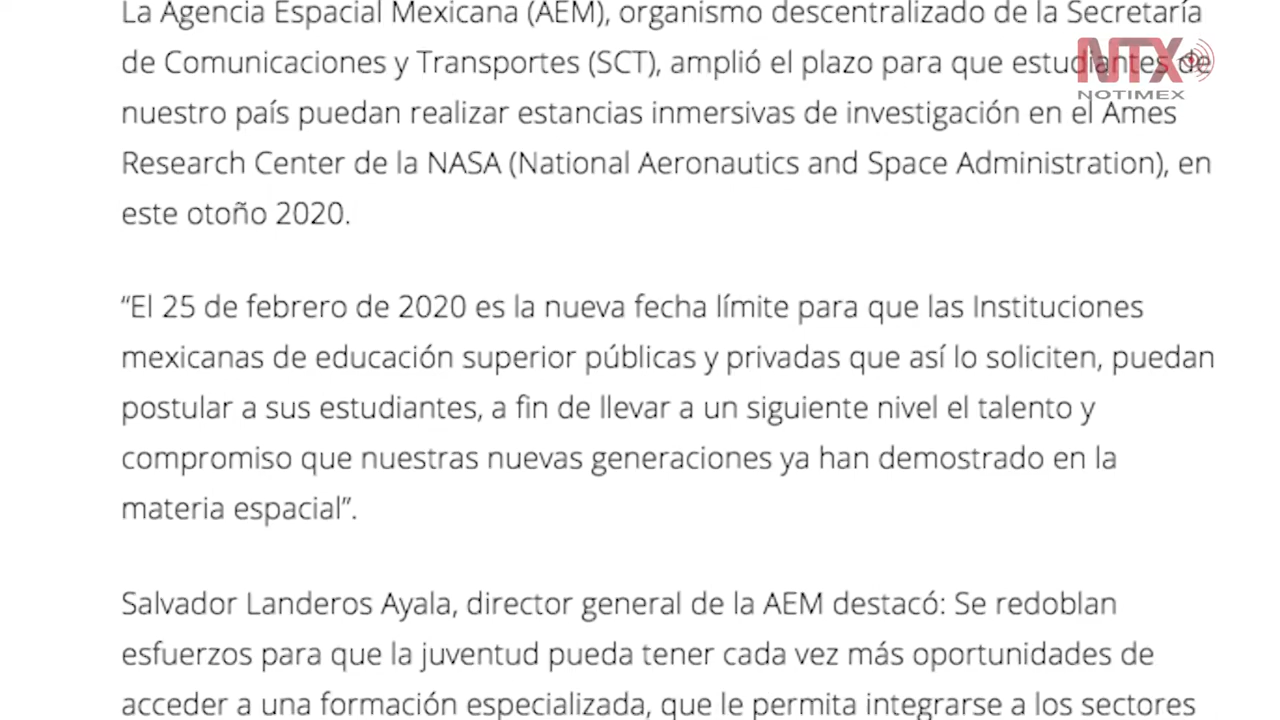 La Agencia Espacial Mexicana (AEM), organismo descentralizado de la Secretaría
de Comunicaciones y Transportes (SCT), amplió el plazo para que estudiantes de
nuestro país puedan realizar estancias inmersivas de investigación en el Ames
Research Center de la NASA (National Aeronautics and Space Administration), en
este otoño 2020.
“El 25 de febrero de 2020 es la nueva fecha límite para que las Instituciones
mexicanas de educación superior públicas y privadas que así lo soliciten, puedan
postular a sus estudiantes, a fin de llevar a un siguiente nivel el talento y
compromiso que nuestras nuevas generaciones ya han demostrado en la
materia espacial”.
Salvador Landeros Ayala, director general de la AEM destacó: Se redoblan
esfuerzos para que la juventud pueda tener cada vez más oportunidades de
acceder a una formación especializada, que le permita integrarse a los sectores
NTX
NOTIMEX